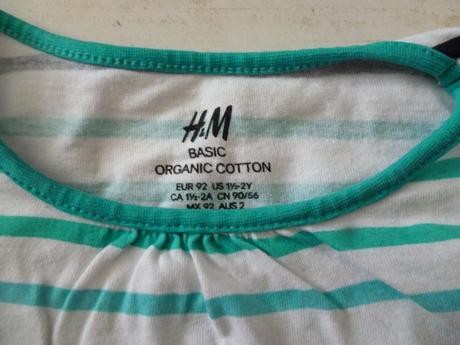 H&M
BASIC
ORGANIC COTTON
EUR 92 US 1½-2Y
CA 1½-2A CN 90/56
MX 92 AUS 2